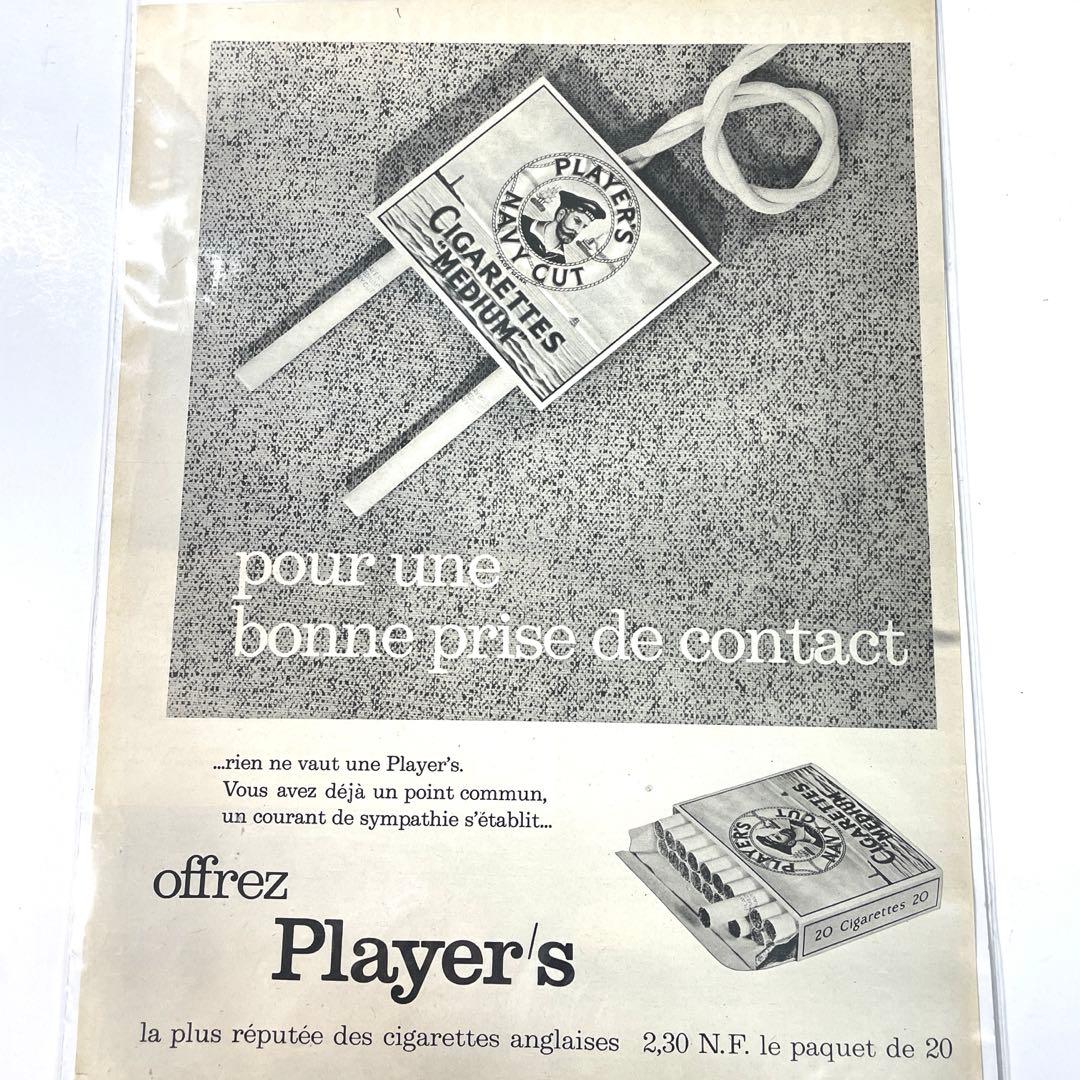 PLAYER'S
NAVY CUT
CIGARETTES
"MEDIUM"
pour une
bonne prise de contact
...rien ne vaut une Player's.
Vous avez déjà un point commun,
un courant de sympathie s'établit...
offrez
Player's
PLAYER'S
NAVY CUT
CIGARETTES
MEDIUM
20 Cigarettes 20
la plus réputée des cigarettes anglaises 2,30 N.F. le paquet de 20